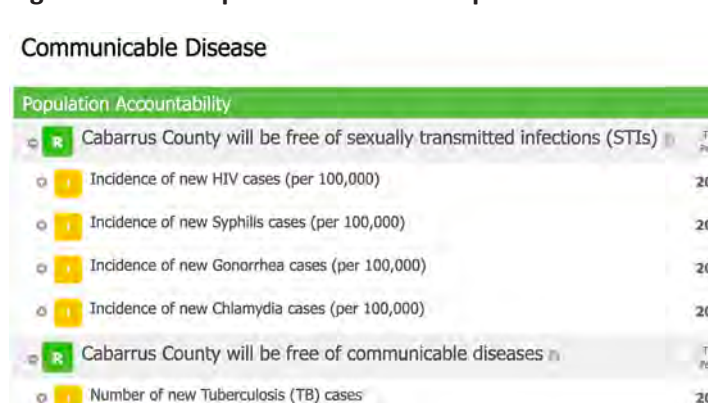 Communicable Disease
Population Accountability
R Cabarrus County will be free of sexually transmitted infections (STIs)
I Incidence of new HIV cases (per 100,000)
I Incidence of new Syphilis cases (per 100,000)
I Incidence of new Gonorrhea cases (per 100,000)
I Incidence of new Chlamydia cases (per 100,000)
R Cabarrus County will be free of communicable diseases
I Number of new Tuberculosis (TB) cases